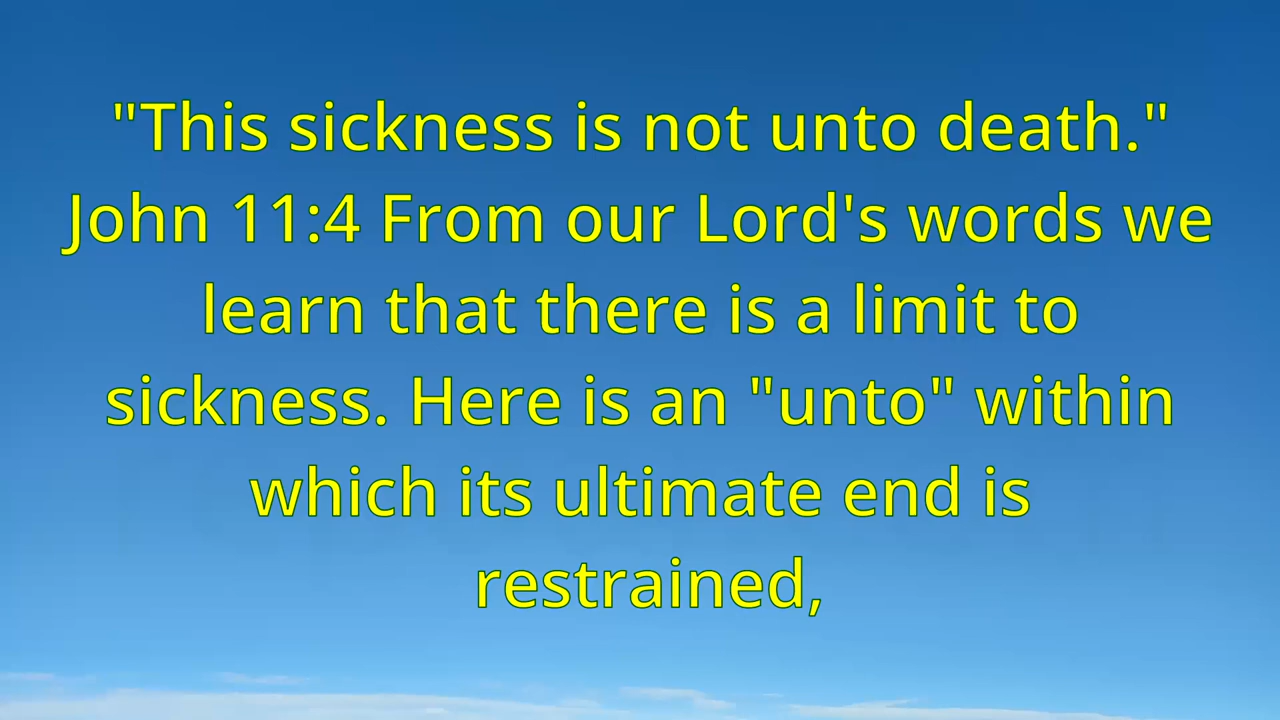 "This sickness is not unto death."
John 11:4 From our Lord's words we
learn that there is a limit to
sickness. Here is an "unto" within
which its ultimate end is
restrained,